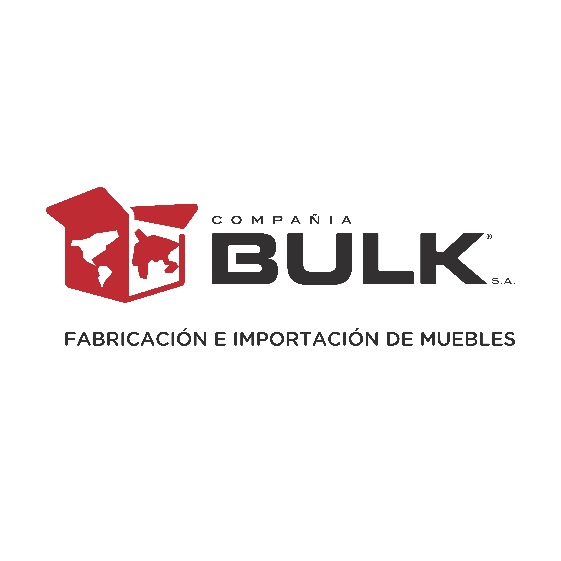 COMPAÑIA
BULK
S.A.
FABRICACIÓN E IMPORTACIÓN DE MUEBLES